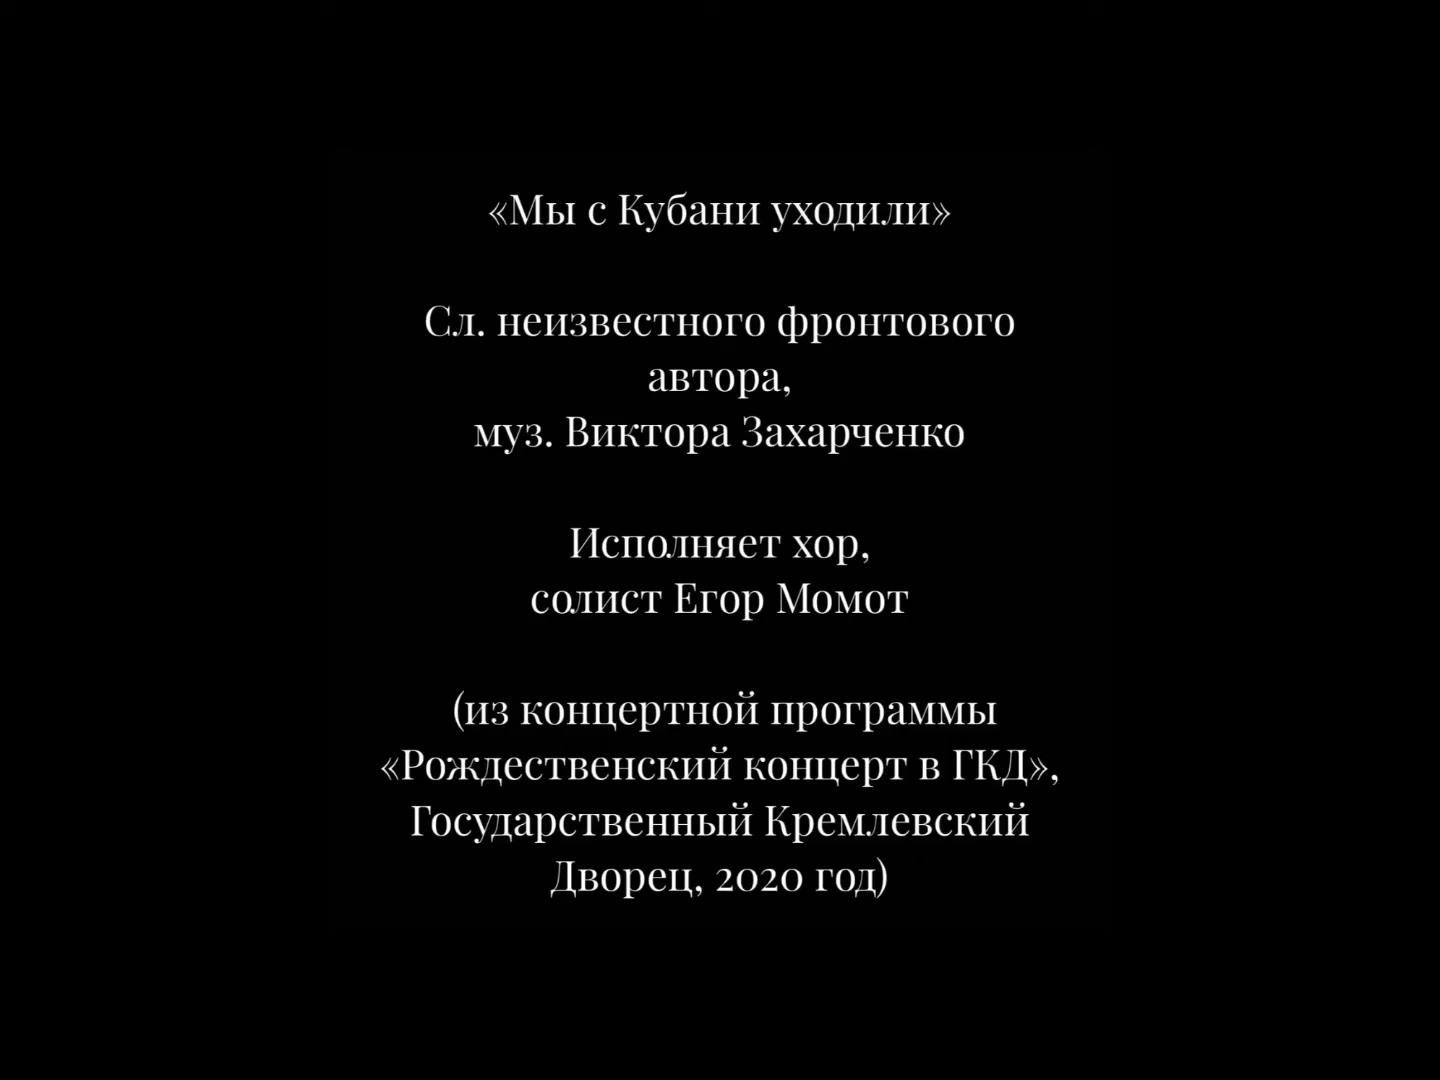 «Мы с Кубани уходили»
Сл. неизвестного фронтового
автора,
муз. Виктора Захарченко
Исполняет хор,
солист Егор Момот
(из концертной программы
«Рождественский концерт в ГКД»,
Государственный Кремлевский
Дворец, 2020 год)